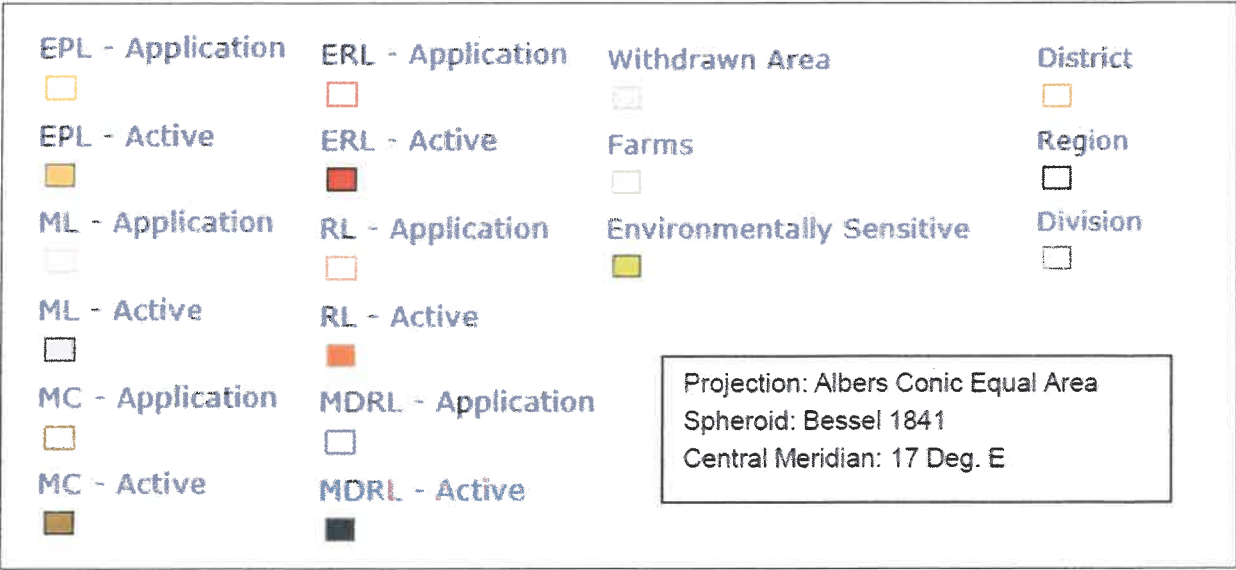 EPL - Application
EPL - Active
ML - Application
ML - Active
MC - Application
MC - Active
ERL - Application
ERL - Active
RL - Application
RL - Active
MDRL - Application
MDRL - Active
Withdrawn Area
Farms
Environmentally Sensitive
District
Region
Division
Projection: Albers Conic Equal Area
Spheroid: Bessel 1841
Central Meridian: 17 Deg. E